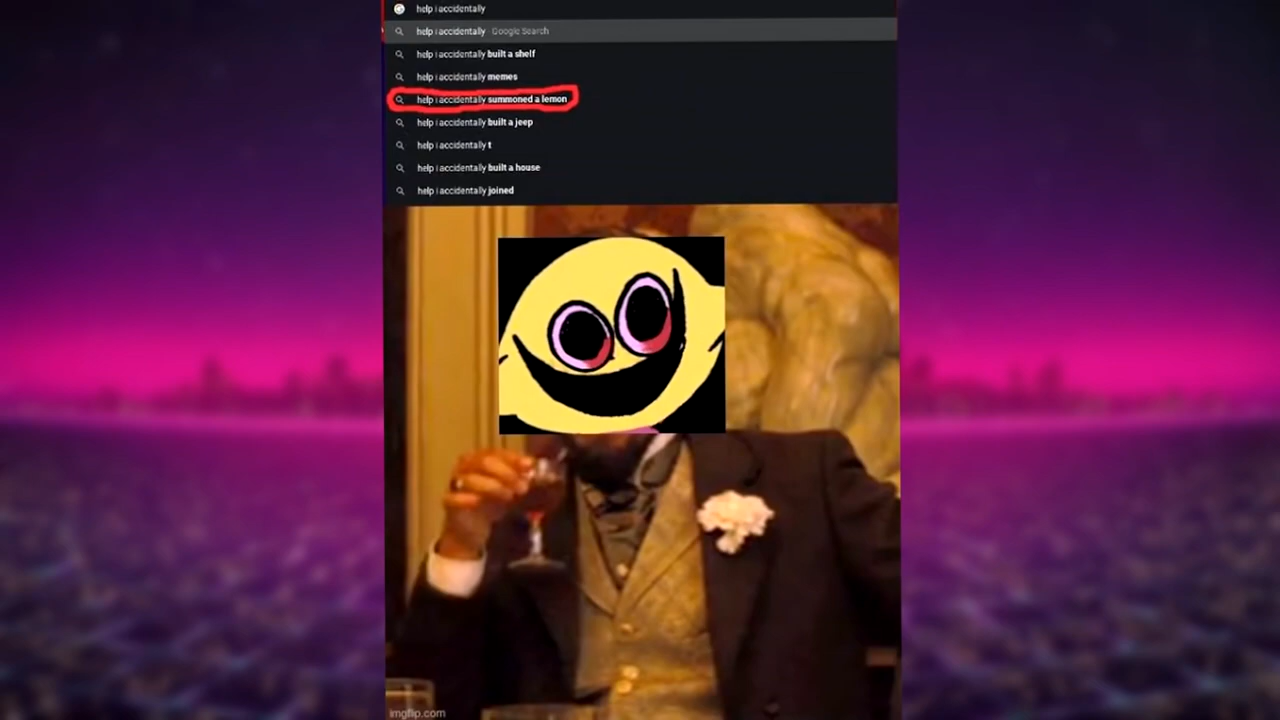 help i accidentally
help i accidentally Google Search
help i accidentally built a shelf
help i accidentally memes
help i accidentally summoned a lemon
help i accidentally built a jeep
help i accidentally t
help i accidentally built a house
help i accidentally joined
imgflip.com